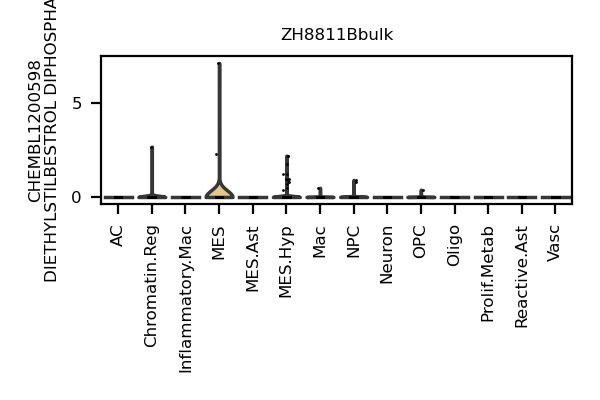 ZH8811Bbulk
CHEMBL1200598
DIETHYLSTILBESTROL DIPHOSPHA
5
0
AC
Chromatin.Reg
Inflammatory.Mac
MES
MES.Ast
MES.Hyp
Mac
NPC
Neuron
OPC
Oligo
Prolif.Metab
Reactive.Ast
Vasc